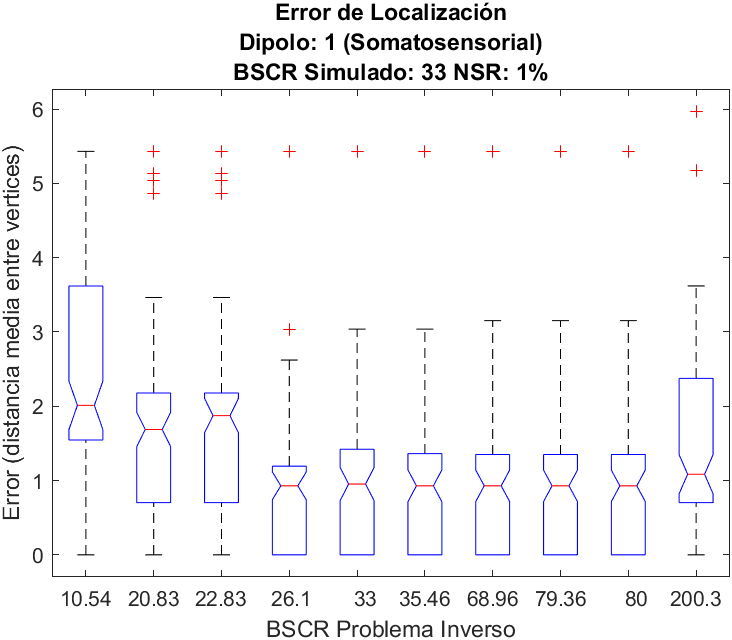 Error de Localización
Dipolo: 1 (Somatosensorial)
BSCR Simulado: 33 NSR: 1%
Error (distancia media entre vertices)
6
5
4
3
2
1
0
10.54 20.83 22.83 26.1 33 35.46 68.96 79.36 80 200.3
BSCR Problema Inverso